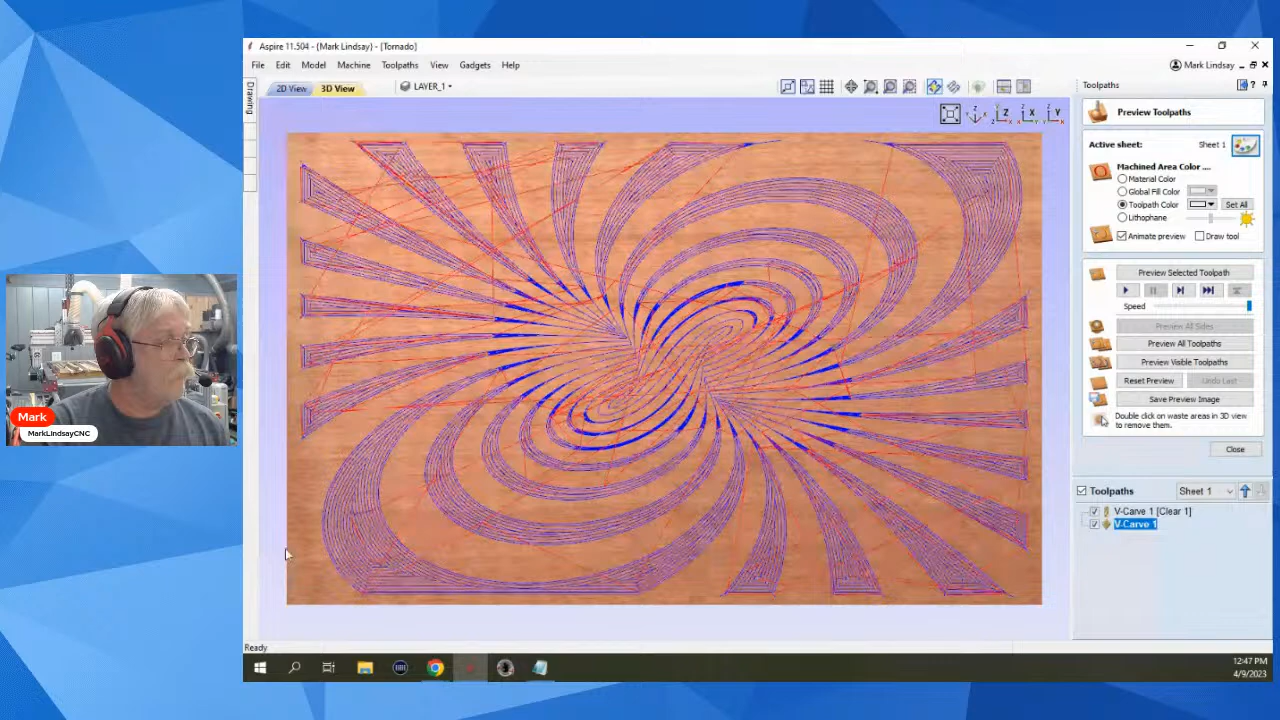 Aspire 11.504 - {Mark Lindsay} - [Tornado]
File Edit Model Machine Toolpaths View Gadgets Help
Mark Lindsay
2D View 3D View LAYER_1
Drawing
Toolpaths
Preview Toolpaths
Active sheet: Sheet 1
Machined Area Color ....
Material Color
Global Fill Color
Toolpath Color Set All
Lithophane
Animate preview Draw tool
Preview Selected Toolpath
Speed
Preview All Sides
Preview All Toolpaths
Preview Visible Toolpaths
Reset Preview Undo Last
Save Preview Image
Double click on waste areas in 3D view
to remove them.
Close
Toolpaths Sheet 1
V-Carve 1 [Clear 1]
V-Carve 1
Mark
MarkLindsayCNC
Ready
12:47 PM
4/9/2023